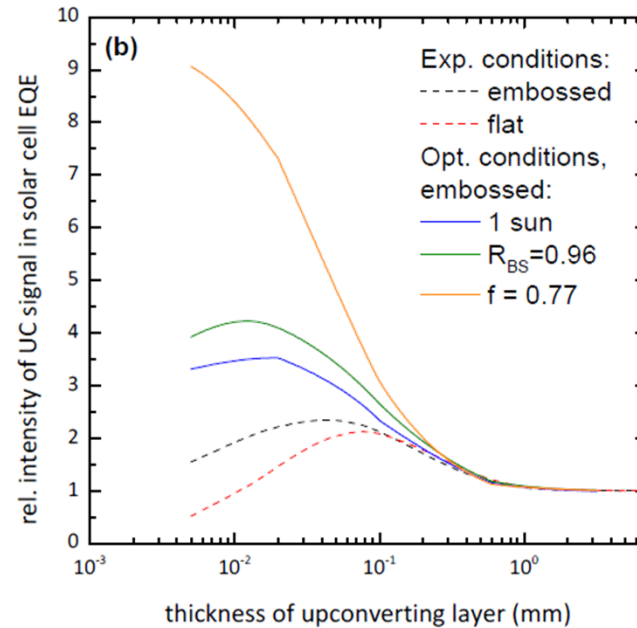 (b)
Exp. conditions:
embossed
flat
Opt. conditions,
embossed:
1 sun
R_BS=0.96
f = 0.77
rel. intensity of UC signal in solar cell EQE
10
9
8
7
6
5
4
3
2
1
0
10⁻³
10⁻²
10⁻¹
10⁰
thickness of upconverting layer (mm)